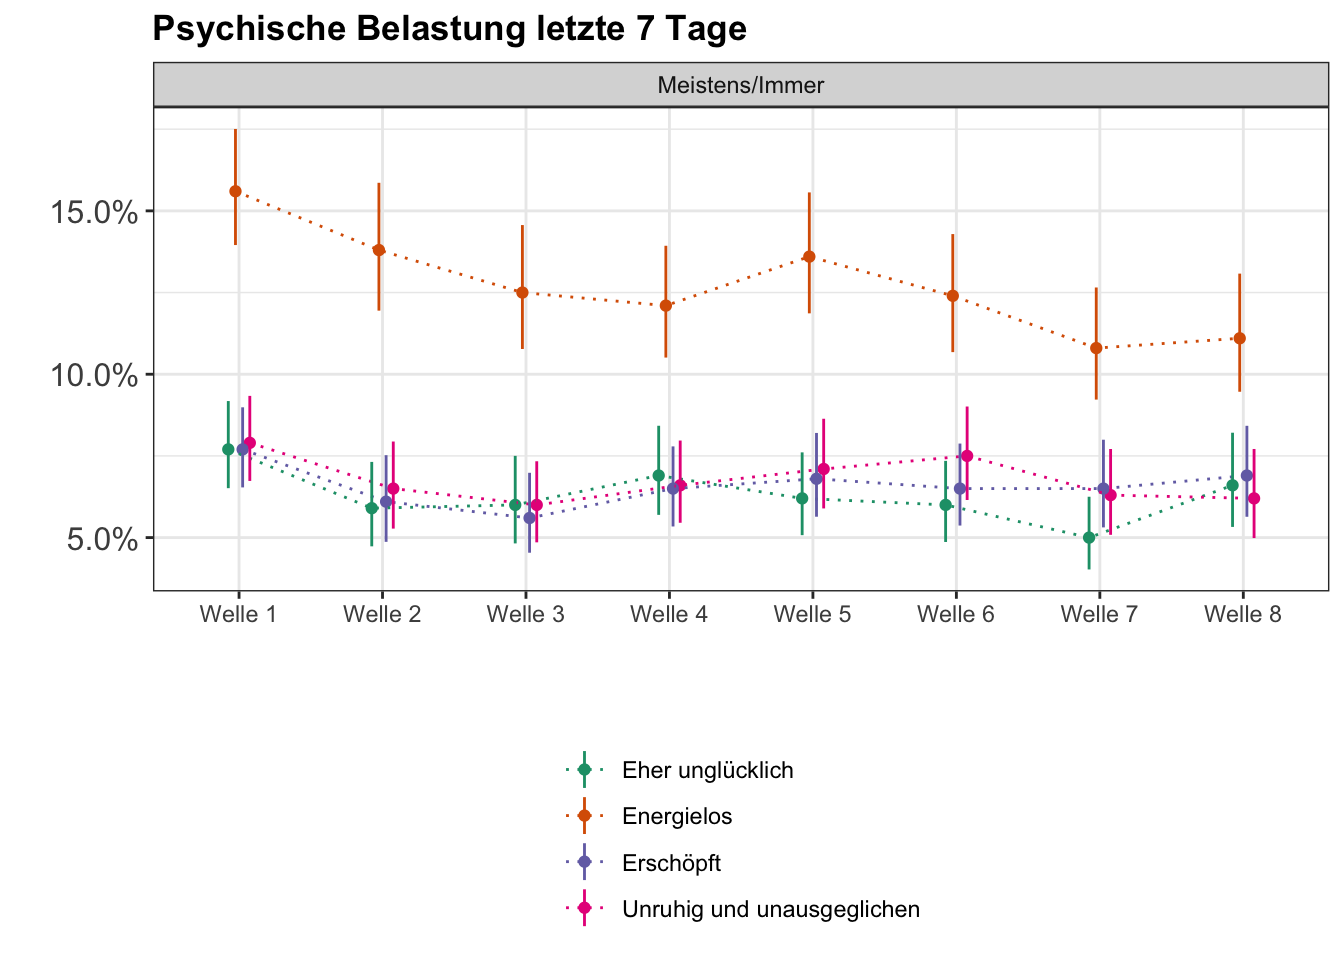 Psychische Belastung letzte 7 Tage
Meistens/Immer
15.0%
10.0%
5.0%
Welle 1 Welle 2 Welle 3 Welle 4 Welle 5 Welle 6 Welle 7 Welle 8
Eher unglücklich
Energielos
Erschöpft
Unruhig und unausgeglichen